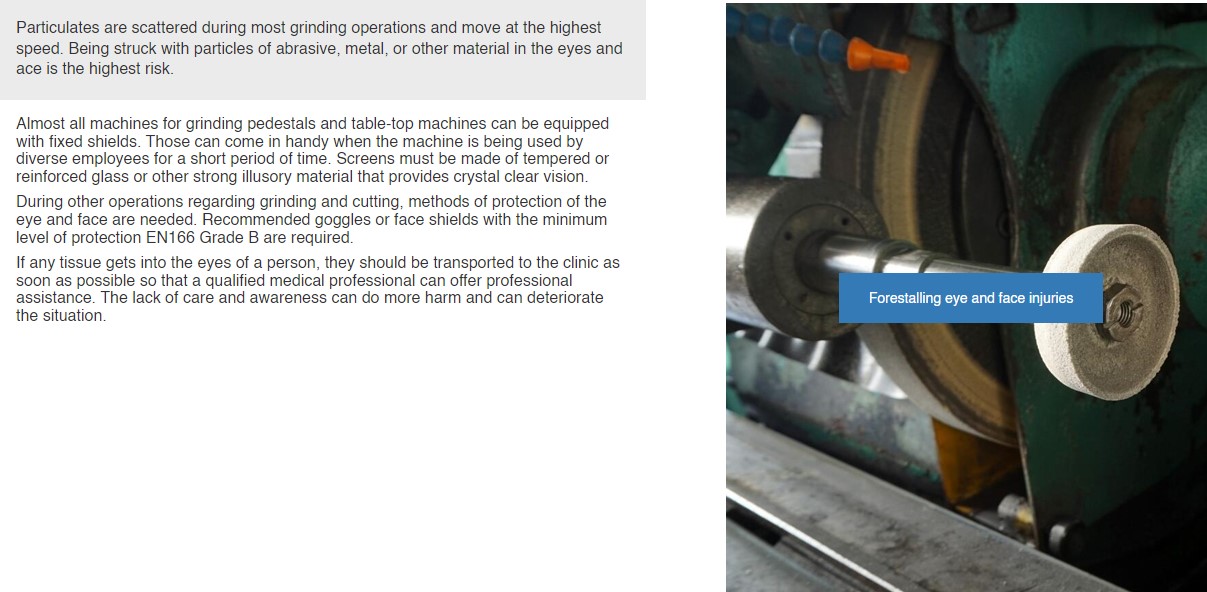 Particulates are scattered during most grinding operations and move at the highest
speed. Being struck with particles of abrasive, metal, or other material in the eyes and
ace is the highest risk.
Almost all machines for grinding pedestals and table-top machines can be equipped
with fixed shields. Those can come in handy when the machine is being used by
diverse employees for a short period of time. Screens must be made of tempered or
reinforced glass or other strong illusory material that provides crystal clear vision.
During other operations regarding grinding and cutting, methods of protection of the
eye and face are needed. Recommended goggles or face shields with the minimum
level of protection EN166 Grade B are required.
If any tissue gets into the eyes of a person, they should be transported to the clinic as
soon as possible so that a qualified medical professional can offer professional
assistance. The lack of care and awareness can do more harm and can deteriorate
the situation.
Forestalling eye and face injuries